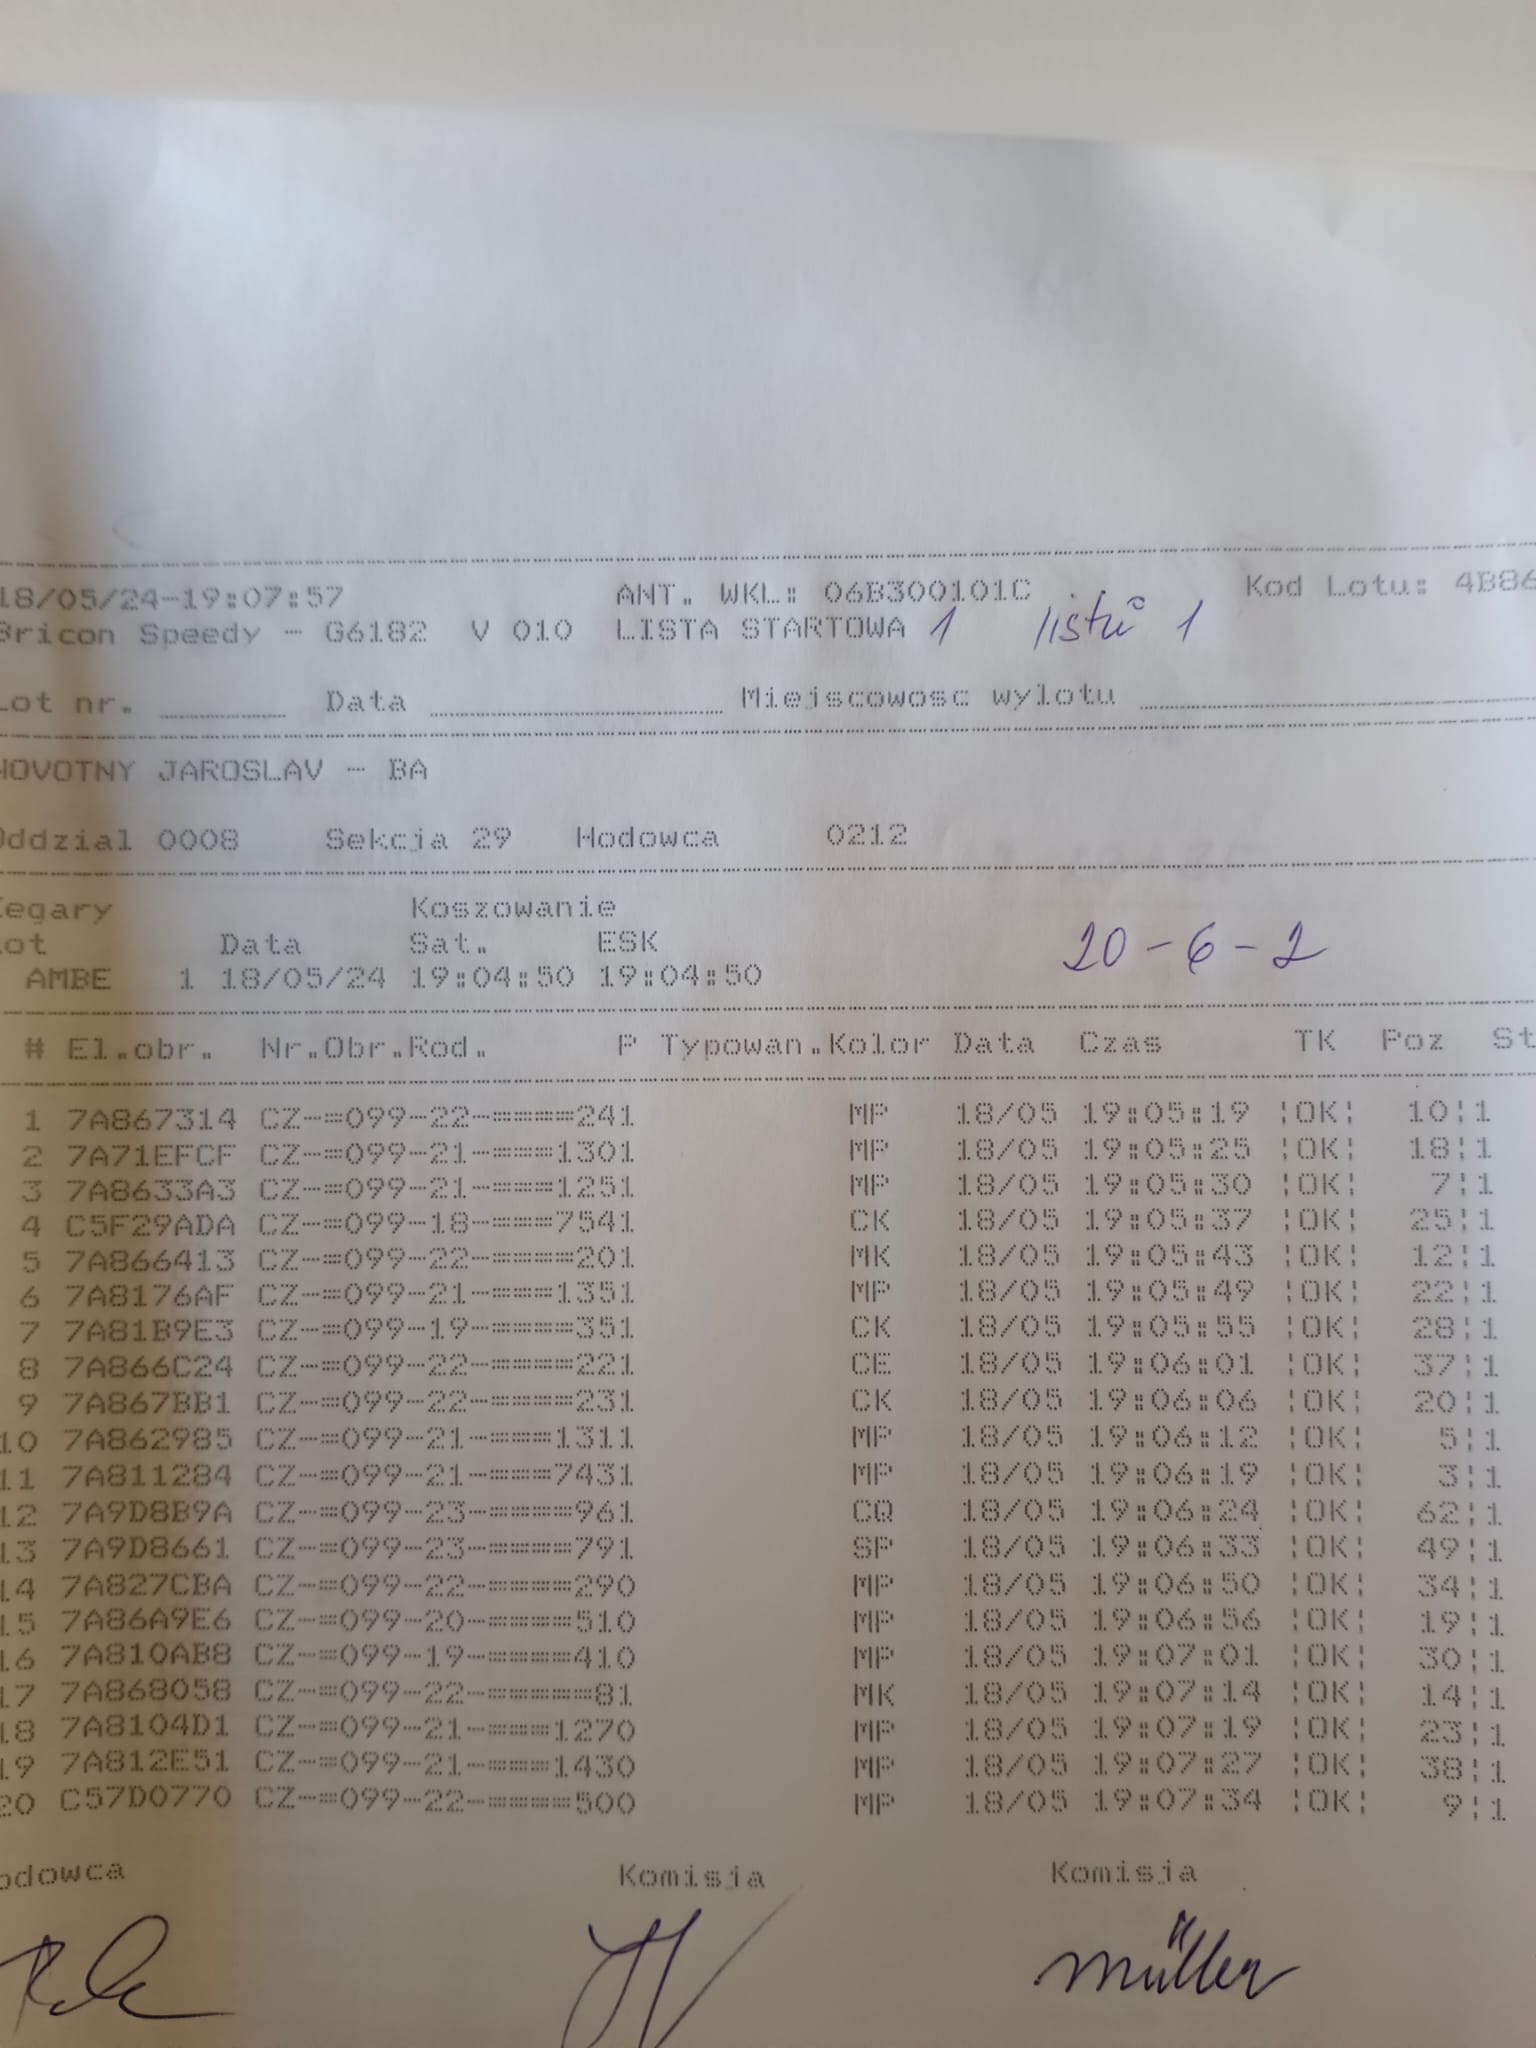 18/05/24-19:07:57 ANT. WKL: 06B300101C Kod Lotu: 4B86
Bricon Speedy - G6182 V 010 LISTA STARTOWA 1 listů 1
Lot nr. Data Miejscowosc wylotu
NOVOTNY JAROSLAV - BA
Oddzial 0008 Sekcja 29 Hodowca 0212
Zegary Koszowanie
Lot Data Sat. ESK
AMBE 1 18/05/24 19:04:50 19:04:50 20-6-2
# El.obr. Nr.Obr.Rod. P Typowan. Kolor Data Czas TK Poz St
1 7A867314 CZ-=099-22-====241 MP 18/05 19:05:19 ¦OK¦ 10¦1
2 7A71EFCF CZ-=099-21-===1301 MP 18/05 19:05:25 ¦OK¦ 18¦1
3 7A8633A3 CZ-=099-21-===1251 MP 18/05 19:05:30 ¦OK¦ 7¦1
4 C5F29ADA CZ-=099-18-===7541 CK 18/05 19:05:37 ¦OK¦ 25¦1
5 7A866413 CZ-=099-22-====201 MK 18/05 19:05:43 ¦OK¦ 12¦1
6 7A8176AF CZ-=099-21-===1351 MP 18/05 19:05:49 ¦OK¦ 22¦1
7 7A81B9E3 CZ-=099-19-====351 CK 18/05 19:05:55 ¦OK¦ 28¦1
8 7A866C24 CZ-=099-22-====221 CE 18/05 19:06:01 ¦OK¦ 37¦1
9 7A867BB1 CZ-=099-22-====231 CK 18/05 19:06:06 ¦OK¦ 20¦1
10 7A862985 CZ-=099-21-===1311 MP 18/05 19:06:12 ¦OK¦ 5¦1
11 7A811284 CZ-=099-21-===7431 MP 18/05 19:06:19 ¦OK¦ 3¦1
12 7A9D8B9A CZ-=099-23-====961 CQ 18/05 19:06:24 ¦OK¦ 62¦1
13 7A9D8661 CZ-=099-23-====791 SP 18/05 19:06:33 ¦OK¦ 49¦1
14 7A827CBA CZ-=099-22-====290 MP 18/05 19:06:50 ¦OK¦ 34¦1
15 7A86A9E6 CZ-=099-20-====510 MP 18/05 19:06:56 ¦OK¦ 19¦1
16 7A810AB8 CZ-=099-19-====410 MP 18/05 19:07:01 ¦OK¦ 30¦1
17 7A868058 CZ-=099-22-=====81 MK 18/05 19:07:14 ¦OK¦ 14¦1
18 7A8104D1 CZ-=099-21-===1270 MP 18/05 19:07:19 ¦OK¦ 23¦1
19 7A812E51 CZ-=099-21-===1430 MP 18/05 19:07:27 ¦OK¦ 38¦1
20 C57D0770 CZ-=099-22-====500 MP 18/05 19:07:34 ¦OK¦ 9¦1
odowca Komisja Komisja
Müller